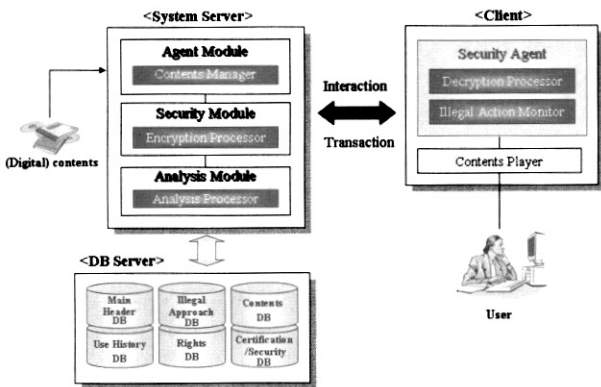 <System Server>
Agent Module
Contents Manager
Security Module
Encryption Processor
Analysis Module
Analysis Processor
(Digital) contents
Interaction
Transaction
<Client>
Security Agent
Decryption Processor
Illegal Action Monitor
Contents Player
User
<DB Server>
Main
Header
DB
Illegal
Approach
DB
Contents
DB
Use History
DB
Rights
DB
Certification
/Security
DB